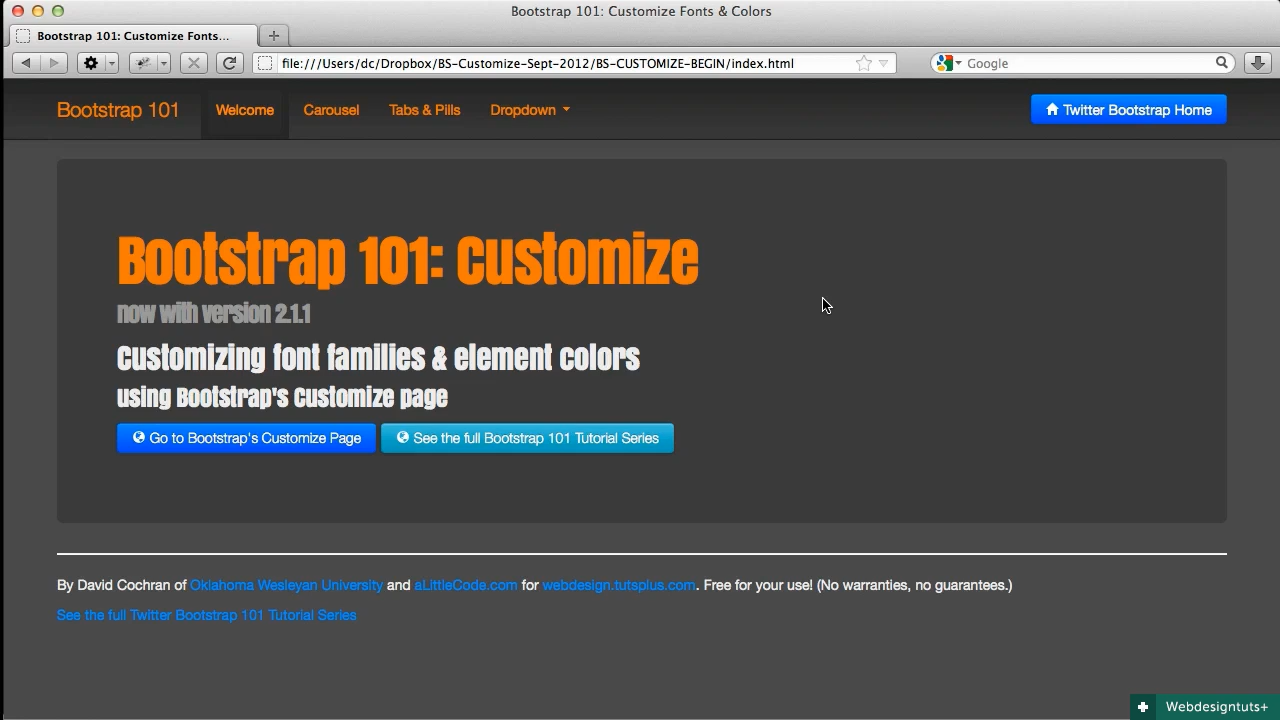 Bootstrap 101: Customize Fonts & Colors
Bootstrap 101: Customize Fonts...
file:///Users/dc/Dropbox/BS-Customize-Sept-2012/BS-CUSTOMIZE-BEGIN/index.html
Google
Bootstrap 101 Welcome Carousel Tabs & Pills Dropdown Twitter Bootstrap Home
Bootstrap 101: Customize
now with version 2.1.1
Customizing font families & element colors
using Bootstrap's Customize page
Go to Bootstrap's Customize Page See the full Bootstrap 101 Tutorial Series
By David Cochran of Oklahoma Wesleyan University and aLittleCode.com for webdesign.tutsplus.com. Free for your use! (No warranties, no guarantees.)
See the full Twitter Bootstrap 101 Tutorial Series
Webdesigntuts+